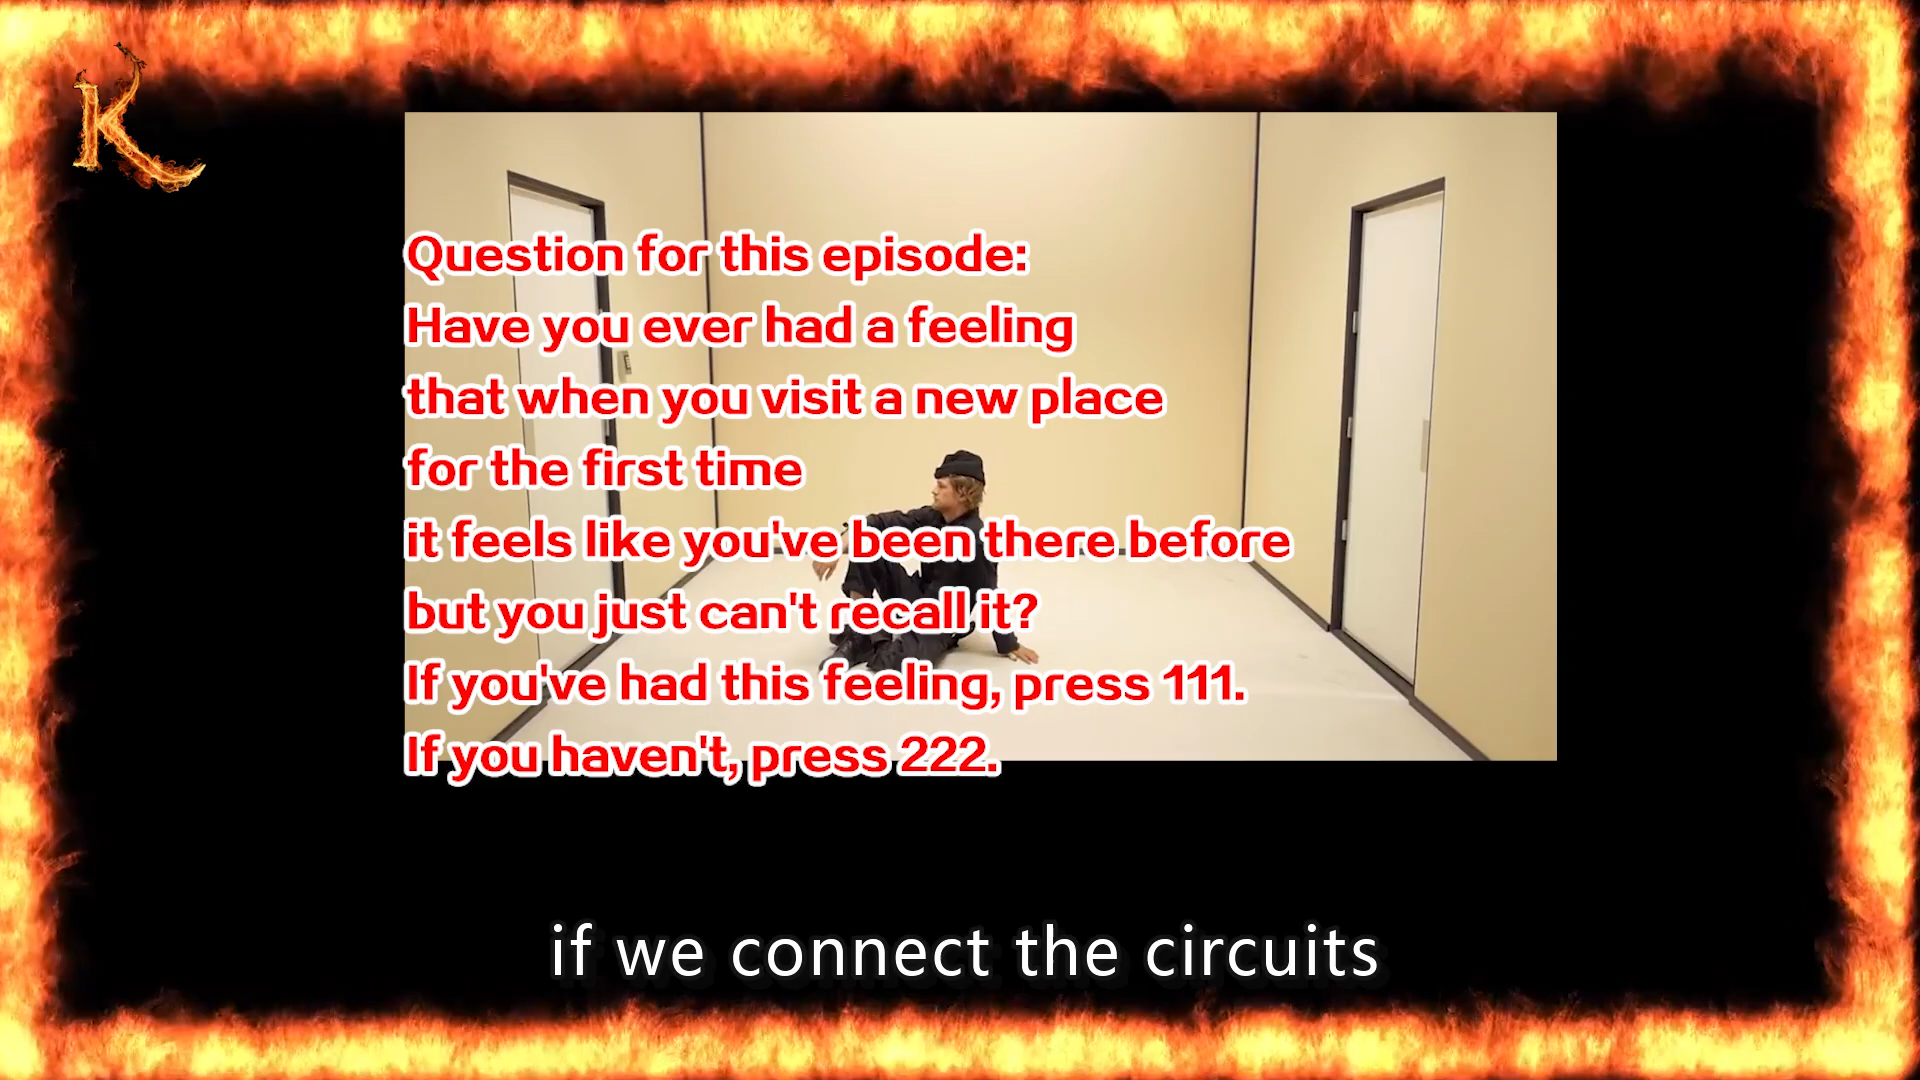 K
Question for this episode:
Have you ever had a feeling
that when you visit a new place
for the first time
it feels like you've been there before
but you just can't recall it?
If you've had this feeling, press 111.
If you haven't, press 222.
if we connect the circuits